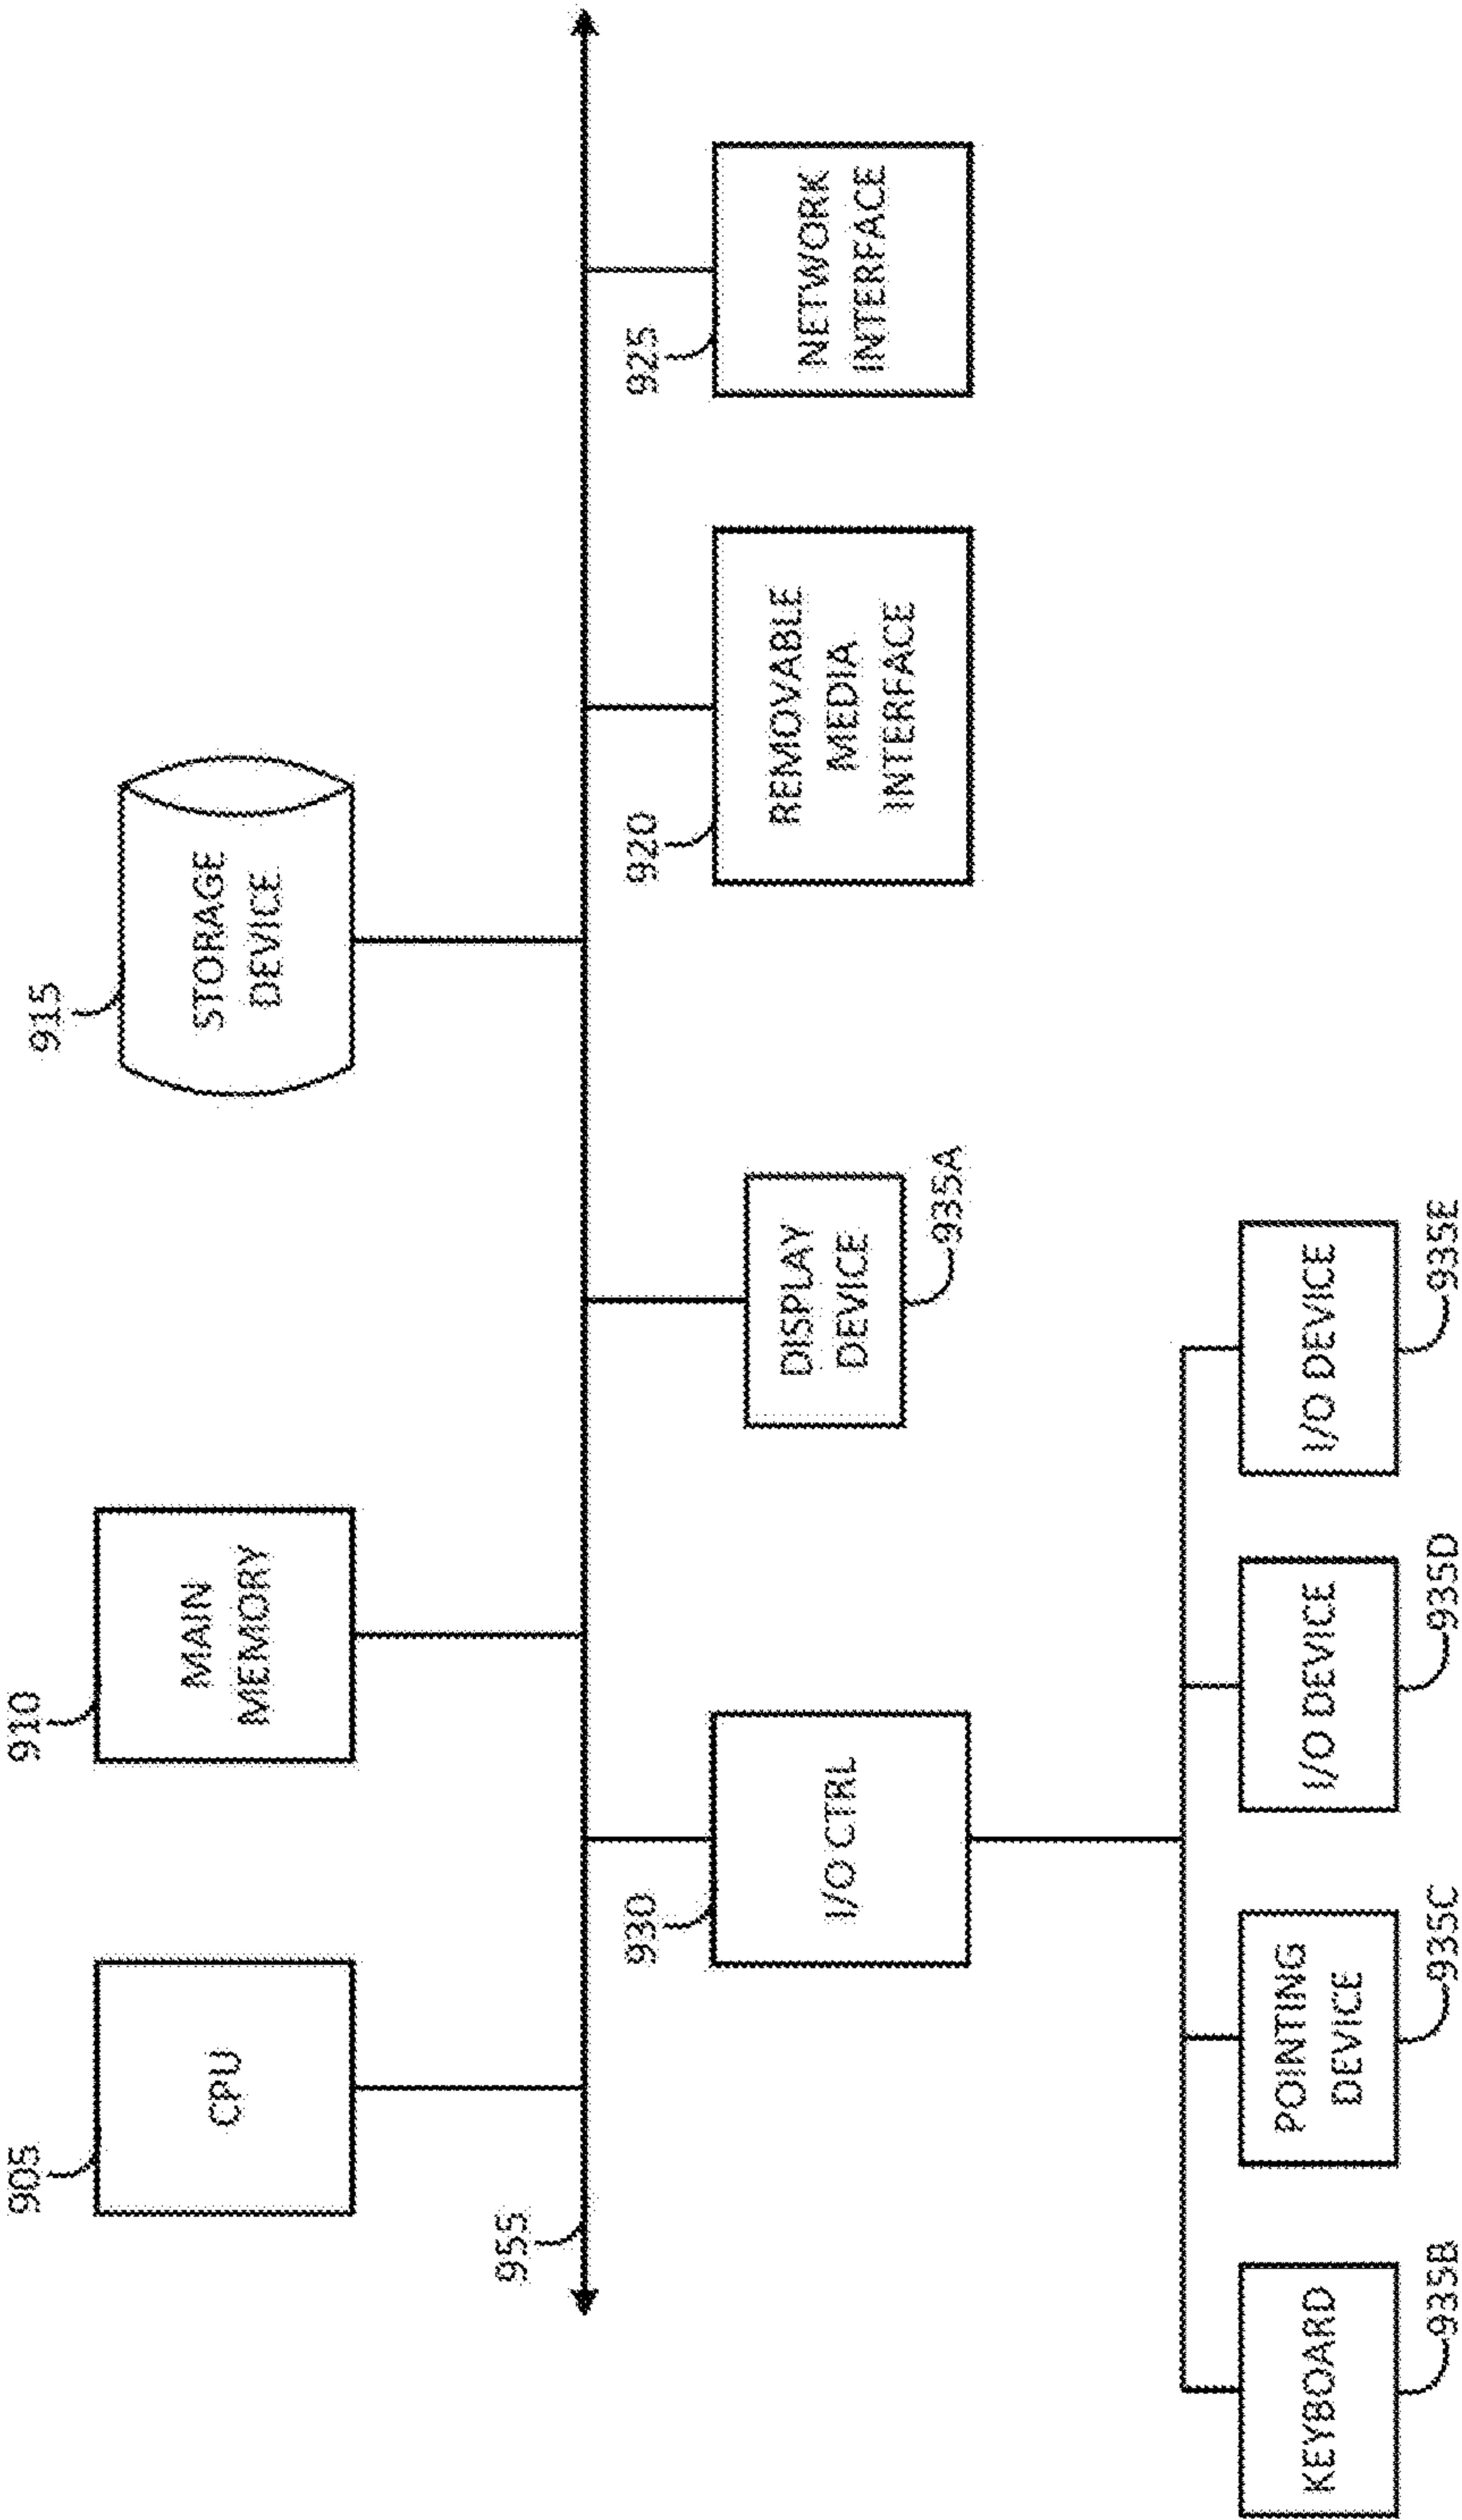 905
CPU
910
MAIN
MEMORY
915
STORAGE
DEVICE
955
930
I/O CTRL
DISPLAY
DEVICE
935A
920
REMOVABLE
MEDIA
INTERFACE
925
NETWORK
INTERFACE
KEYBOARD
935B
POINTING
DEVICE
935C
I/O DEVICE
935D
I/O DEVICE
935E